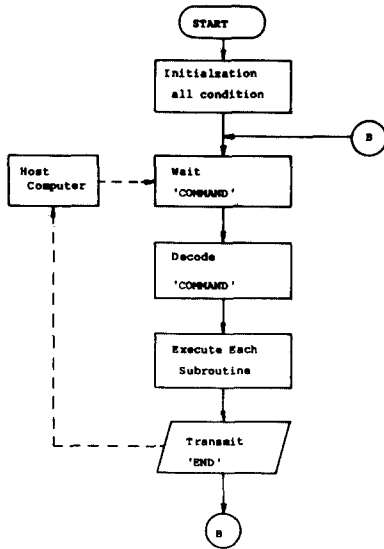 START
Initialzation
all condition
B
Host
Computer
Wait
'COMMAND'
Decode
'COMMAND'
Execute Each
Subroutine
Transmit
'END'
B